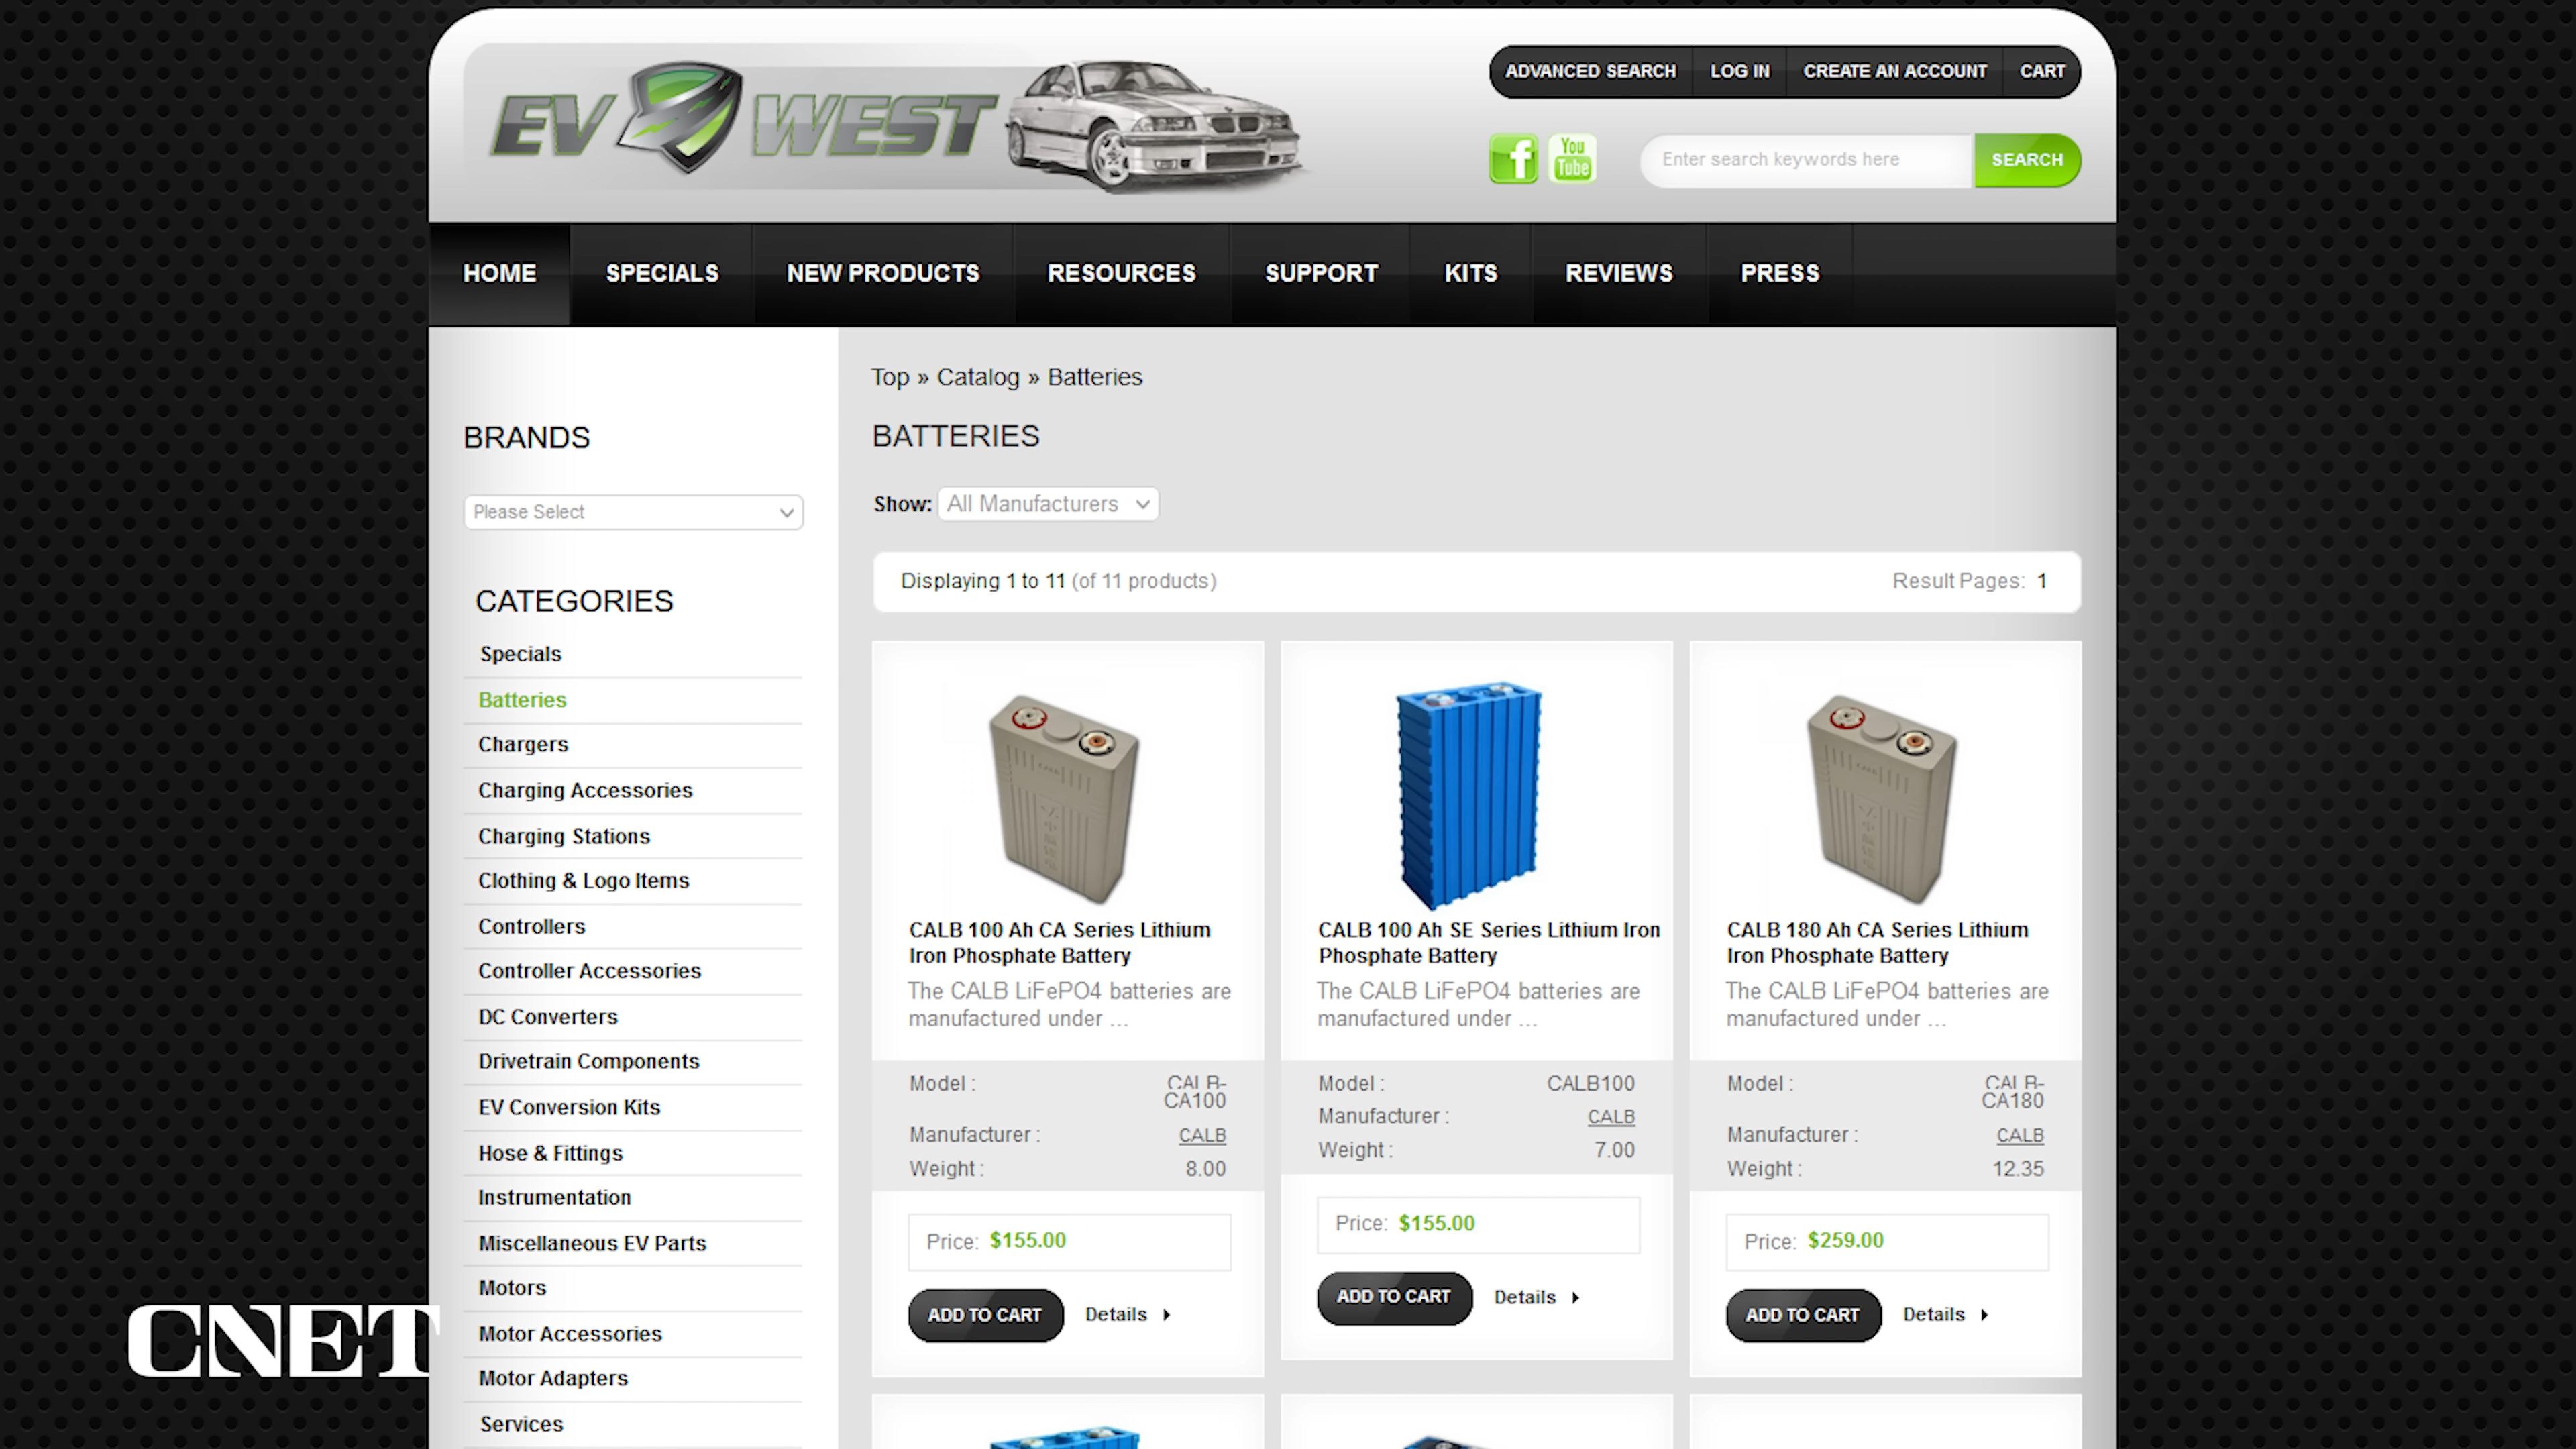 EV WEST
ADVANCED SEARCH LOG IN CREATE AN ACCOUNT CART
f You Tube Enter search keywords here SEARCH
HOME SPECIALS NEW PRODUCTS RESOURCES SUPPORT KITS REVIEWS PRESS
BRANDS
Please Select
CATEGORIES
Specials
Batteries
Chargers
Charging Accessories
Charging Stations
Clothing & Logo Items
Controllers
Controller Accessories
DC Converters
Drivetrain Components
EV Conversion Kits
Hose & Fittings
Instrumentation
Miscellaneous EV Parts
Motors
Motor Accessories
Motor Adapters
Services
Top » Catalog » Batteries
BATTERIES
Show: All Manufacturers
Displaying 1 to 11 (of 11 products) Result Pages: 1
CALB 100 Ah CA Series Lithium
Iron Phosphate Battery
The CALB LiFePO4 batteries are
manufactured under ...
Model : CALB-
CA100
Manufacturer : CALB
Weight : 8.00
Price: $155.00
ADD TO CART Details
CALB 100 Ah SE Series Lithium Iron
Phosphate Battery
The CALB LiFePO4 batteries are
manufactured under ...
Model : CALB100
Manufacturer : CALB
Weight : 7.00
Price: $155.00
ADD TO CART Details
CALB 180 Ah CA Series Lithium
Iron Phosphate Battery
The CALB LiFePO4 batteries are
manufactured under ...
Model : CALB-
CA180
Manufacturer : CALB
Weight : 12.35
Price: $259.00
ADD TO CART Details
CNET